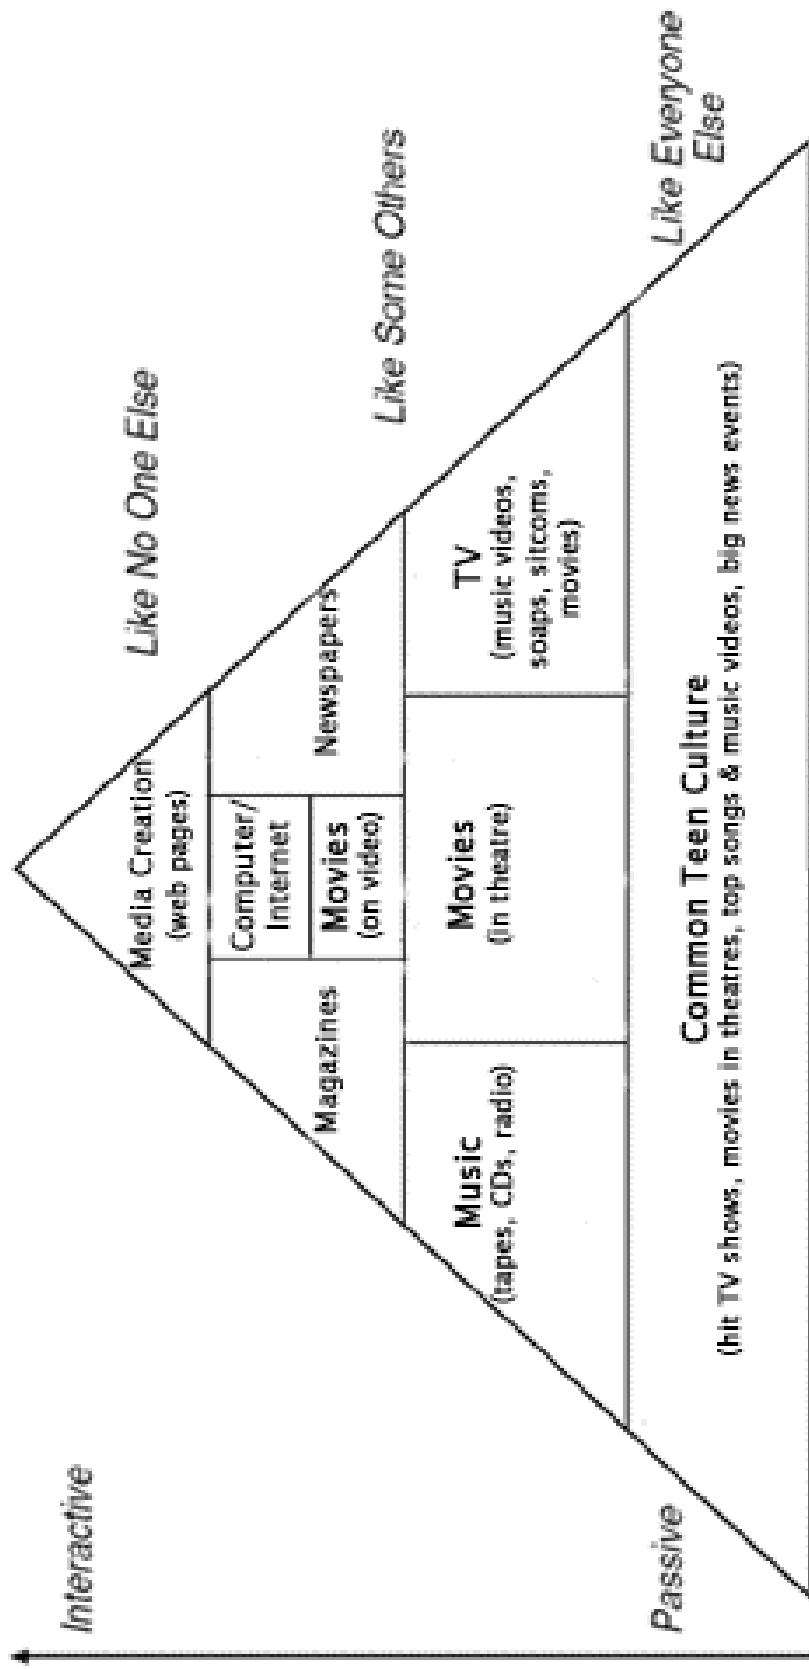 Interactive
Like No One Else
Media Creation
(web pages)
Computer/
Internet
Magazines
Movies
(on video)
Newspapers
Like Some Others
Music
(tapes, CDs, radio)
Movies
(in theatre)
TV
(music videos,
soaps, sitcoms,
movies)
Passive
Like Everyone
Else
Common Teen Culture
(hit TV shows, movies in theatres, top songs & music videos, big news events)